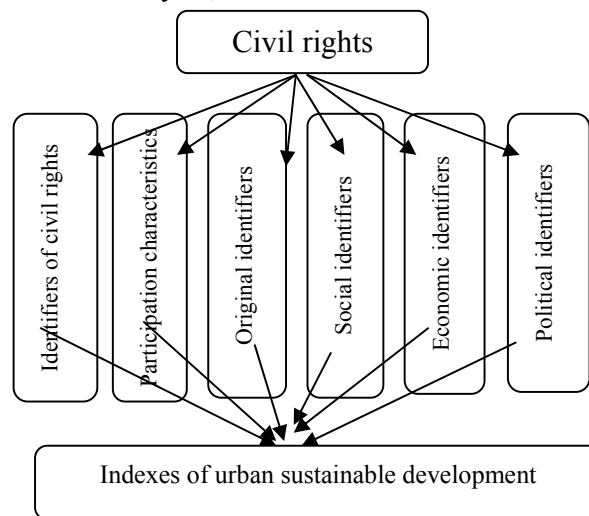 Civil rights
Identifiers of civil rights
Participation characteristics
Original identifiers
Social identifiers
Economic identifiers
Political identifiers
Indexes of urban sustainable development